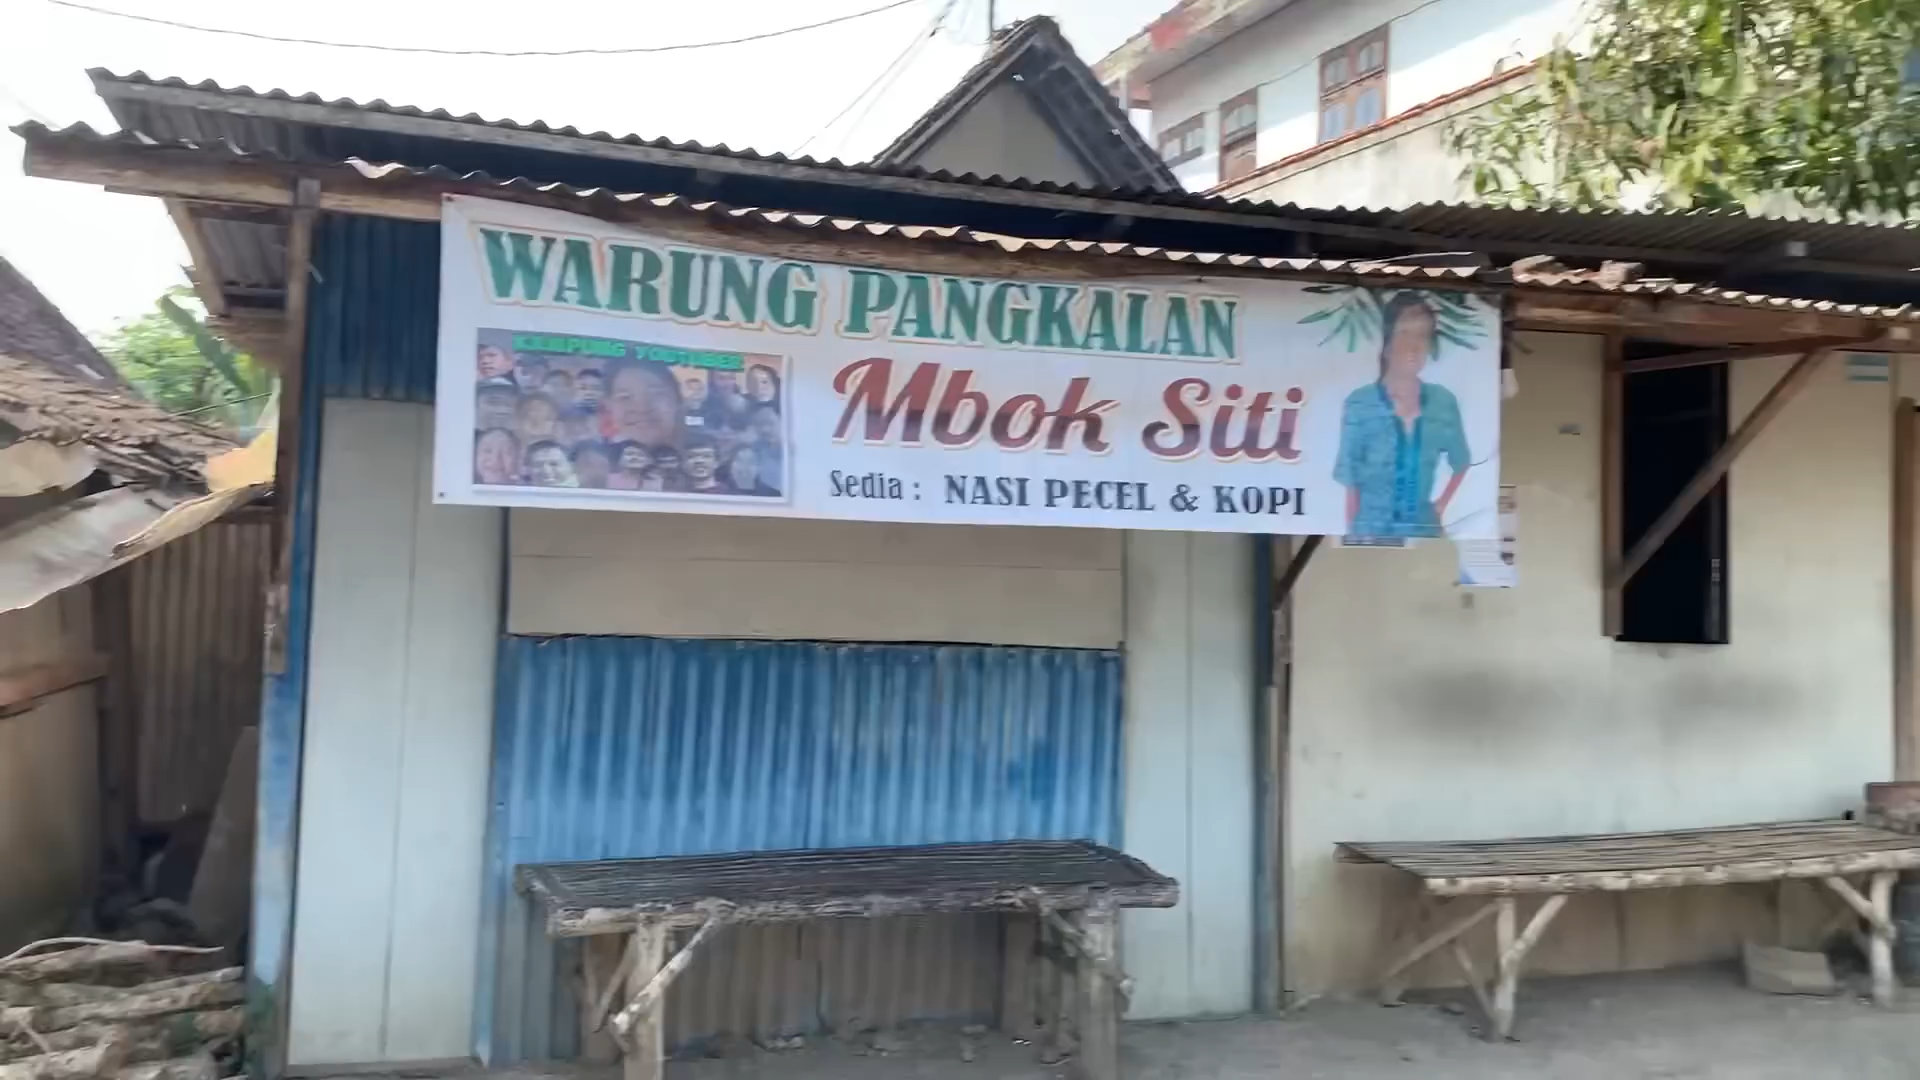 WARUNG PANGKALAN
KAMPUNG YOUTUBER
Mbok Siti
Sedia : NASI PECEL & KOPI